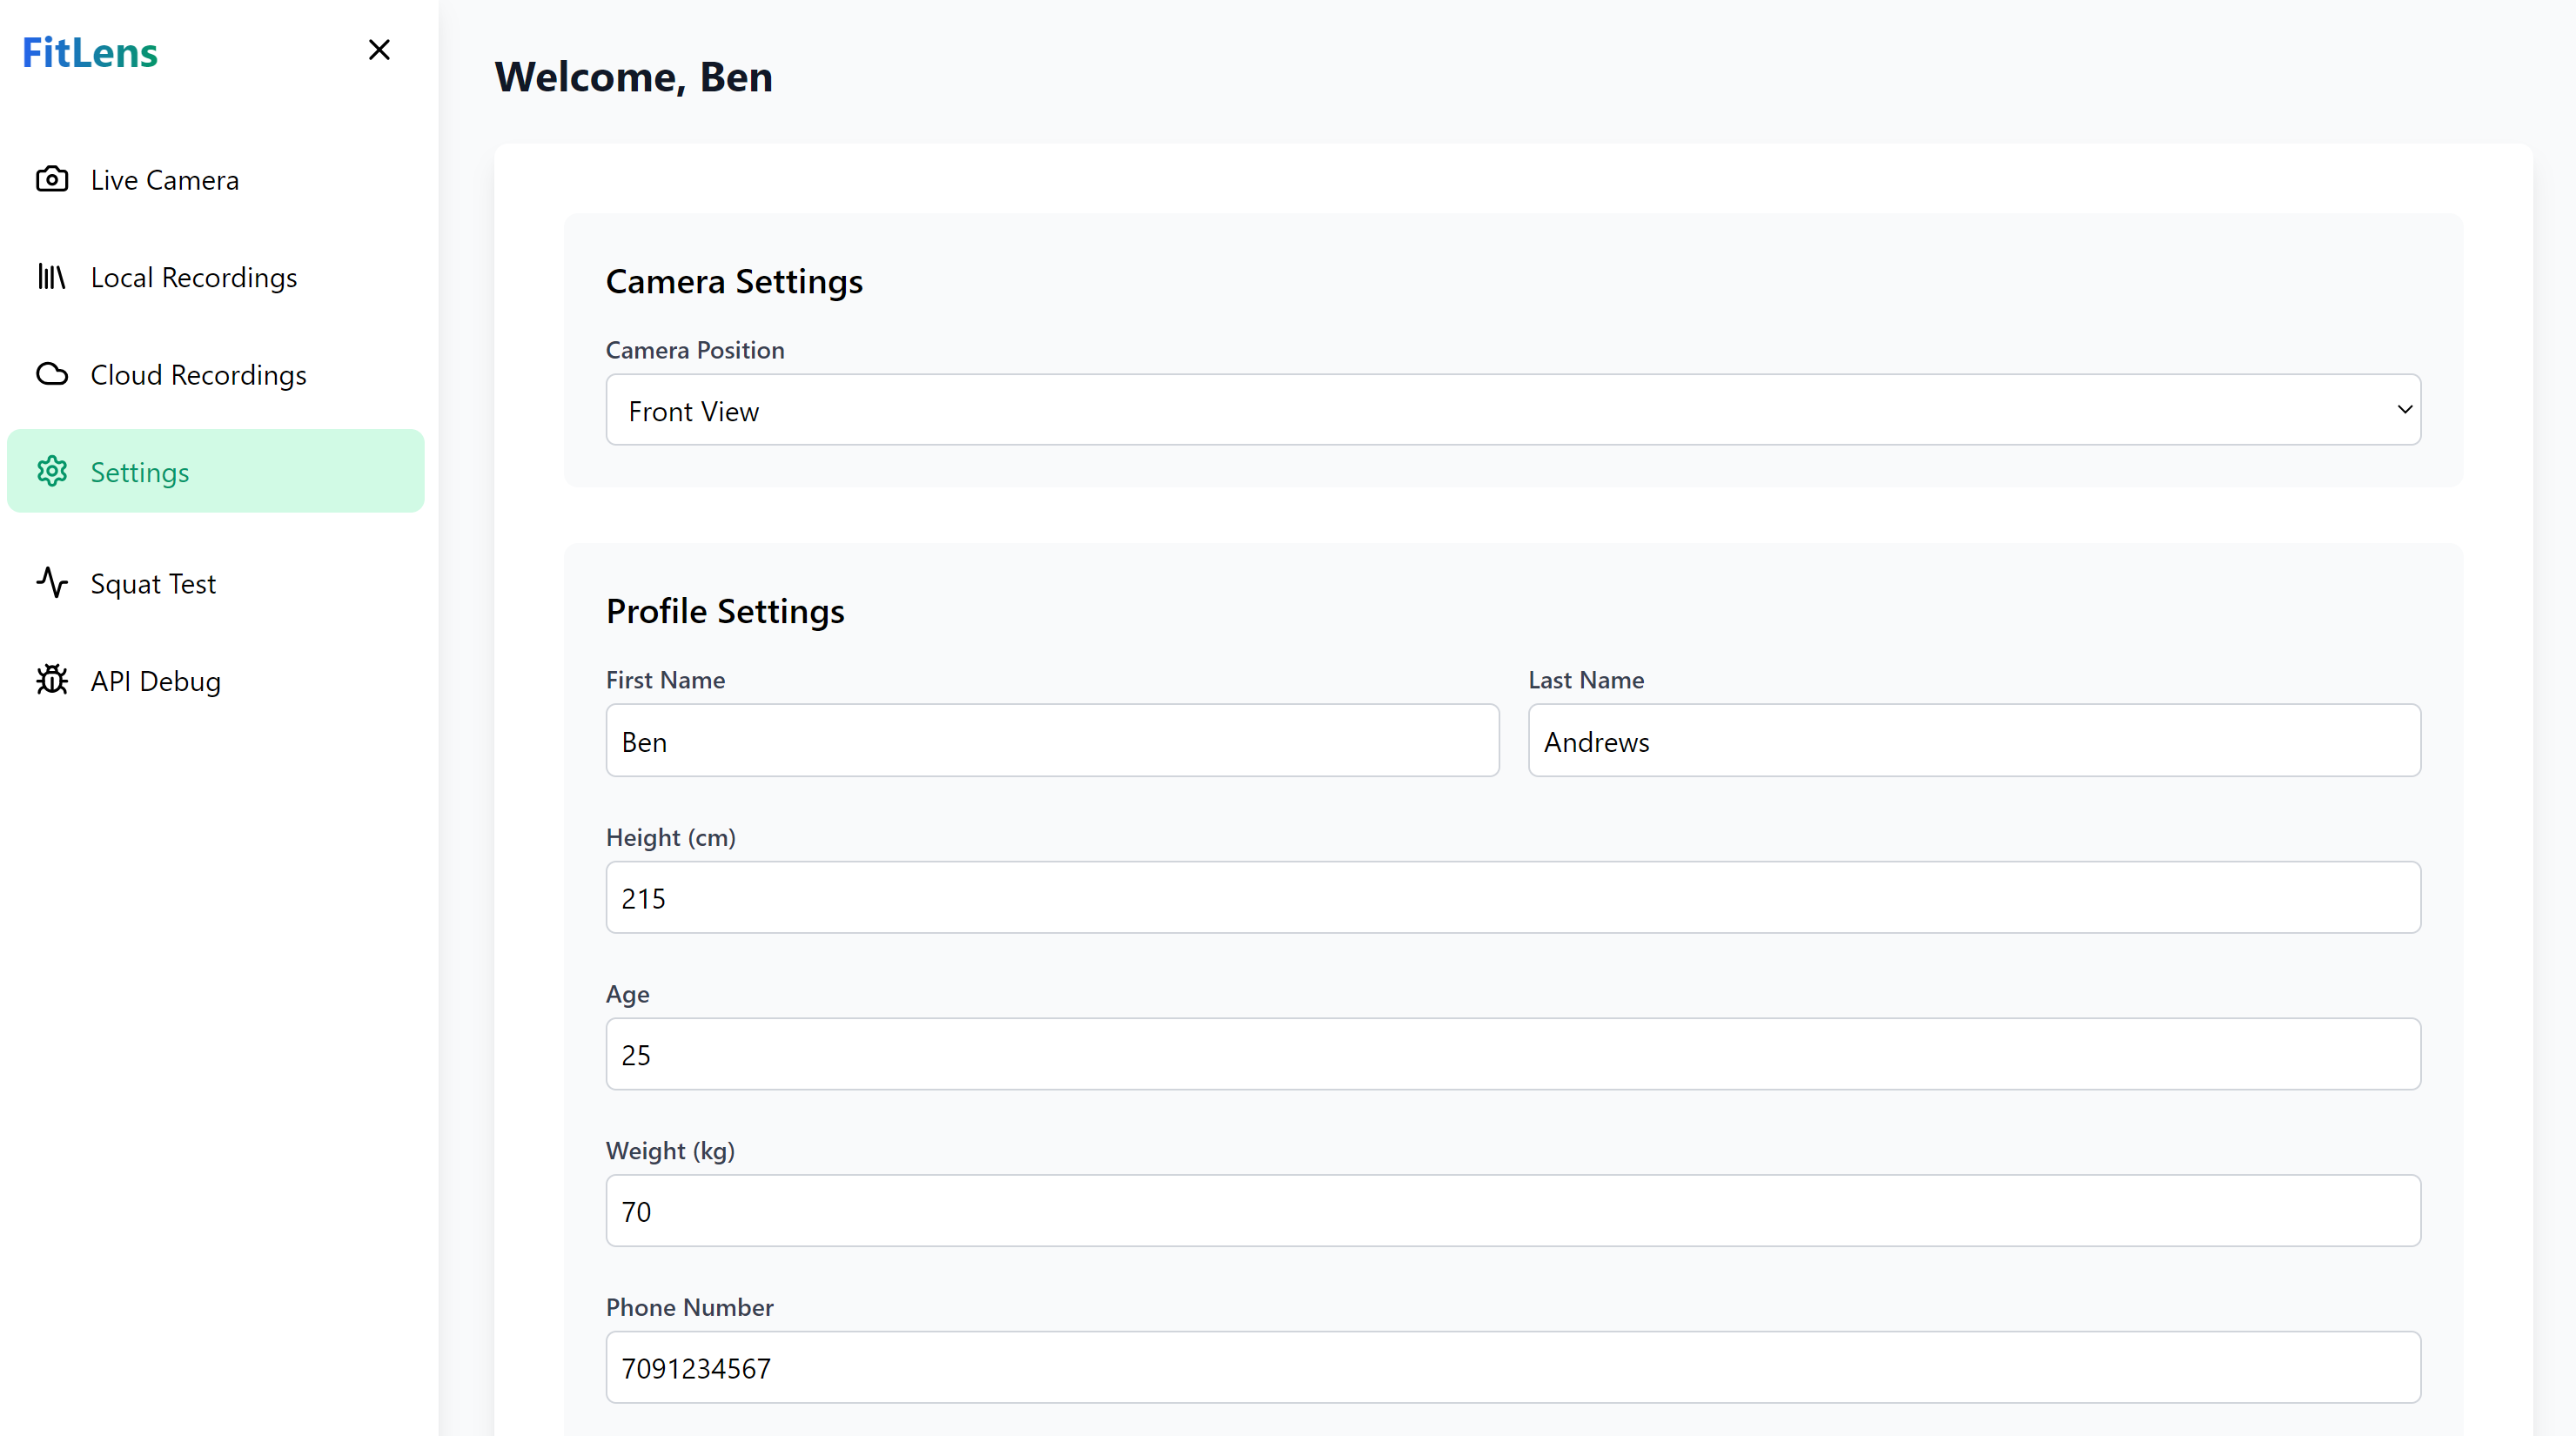 FitLens
Live Camera
Local Recordings
Cloud Recordings
Settings
Squat Test
API Debug
Welcome, Ben
Camera Settings
Camera Position
Front View
Profile Settings
First Name
Ben
Last Name
Andrews
Height (cm)
215
Age
25
Weight (kg)
70
Phone Number
7091234567